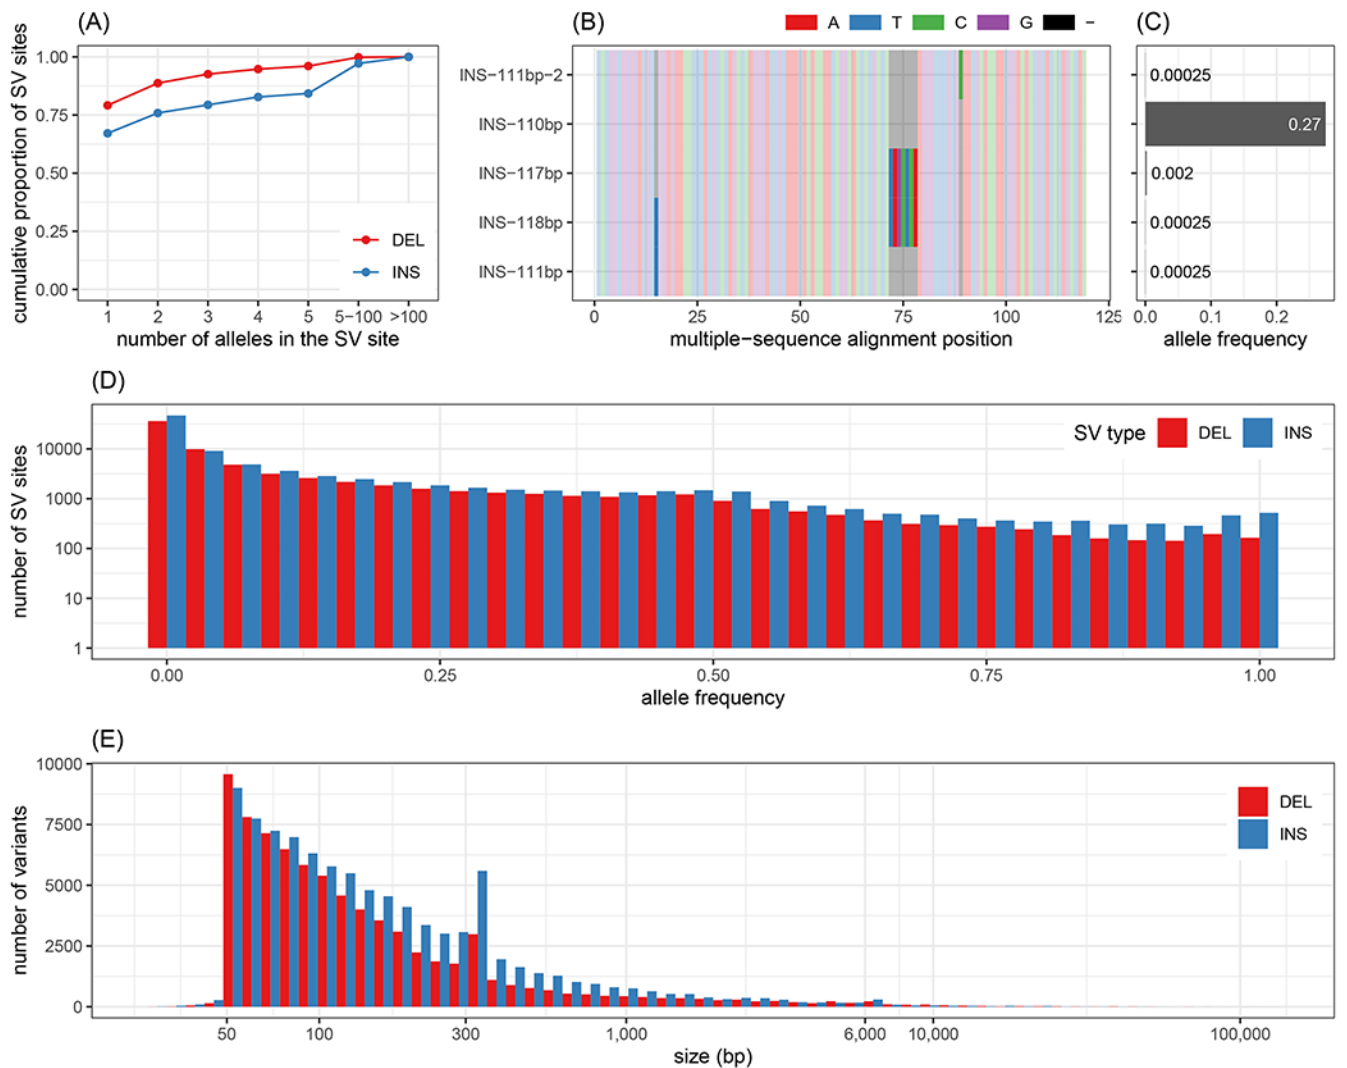 (A)
cumulative proportion of SV sites
1.00
0.75
0.50
0.25
0.00
DEL
INS
1 2 3 4 5 5−100 >100
number of alleles in the SV site
(B)
A T C G −
INS−111bp−2
INS−110bp
INS−117bp
INS−118bp
INS−111bp
0 25 50 75 100 125
multiple−sequence alignment position
(C)
0.00025
0.27
0.002
0.00025
0.00025
0.0 0.1 0.2
allele frequency
(D)
number of SV sites
10000
1000
100
10
1
SV type DEL INS
0.00 0.25 0.50 0.75 1.00
allele frequency
(E)
number of variants
10000
7500
5000
2500
0
DEL
INS
50 100 300 1,000 6,000 10,000 100,000
size (bp)